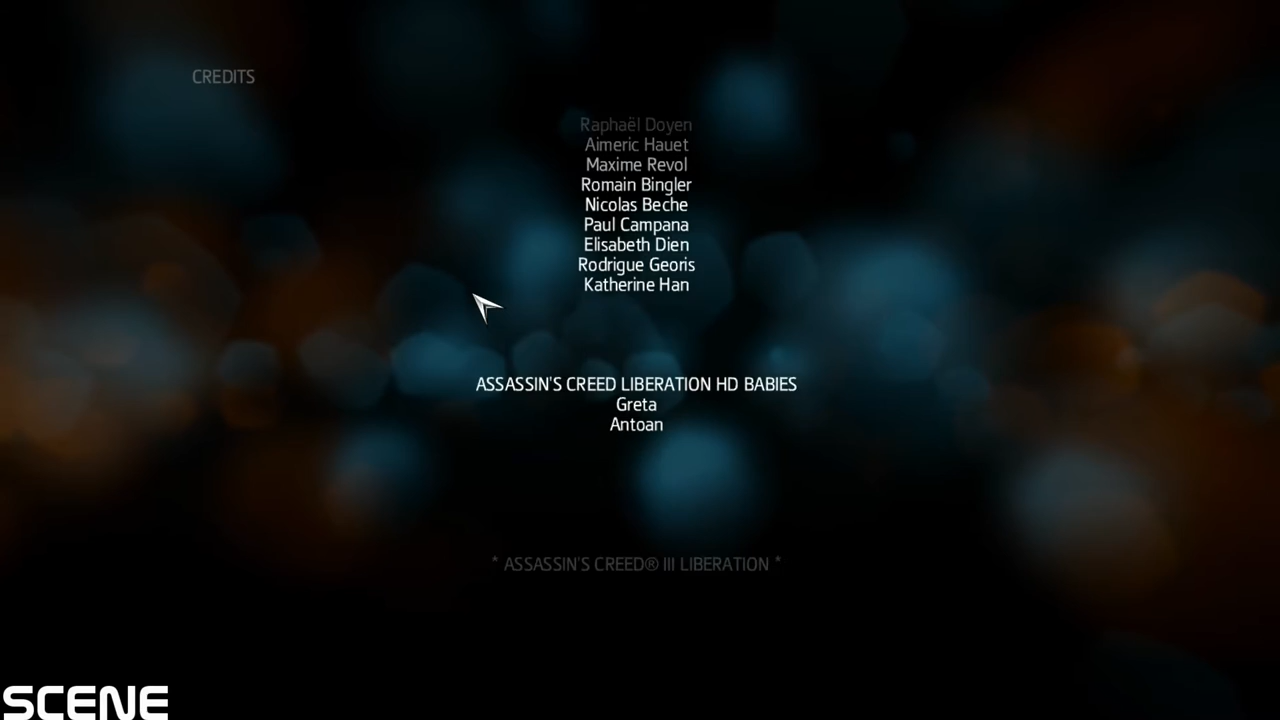 CREDITS
Raphaël Doyen
Aimeric Hauet
Maxime Revol
Romain Bingler
Nicolas Beche
Paul Campana
Elisabeth Dien
Rodrigue Georis
Katherine Han
ASSASSIN'S CREED LIBERATION HD BABIES
Greta
Antoan
* ASSASSIN'S CREED® III LIBERATION *
SCENE